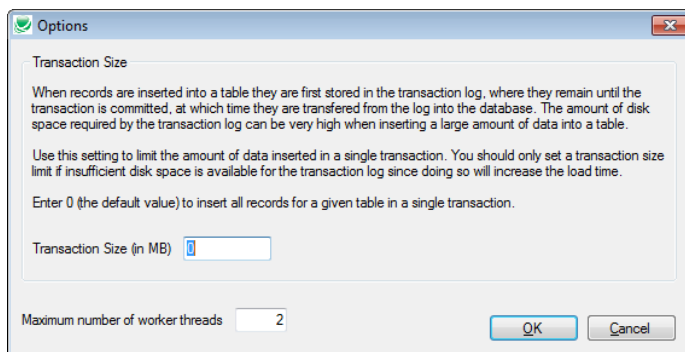 Options
Transaction Size
When records are inserted into a table they are first stored in the transaction log, where they remain until the
transaction is committed, at which time they are transfered from the log into the database. The amount of disk
space required by the transaction log can be very high when inserting a large amount of data into a table.
Use this setting to limit the amount of data inserted in a single transaction. You should only set a transaction size
limit if insufficient disk space is available for the transaction log since doing so will increase the load time.
Enter 0 (the default value) to insert all records for a given table in a single transaction.
Transaction Size (in MB) 0
Maximum number of worker threads 2
OK Cancel